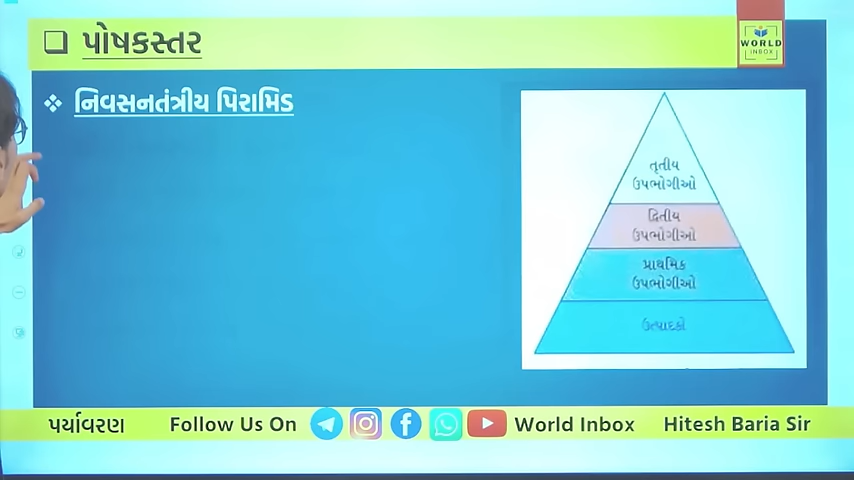 પોષકસ્તર
WORLD
INBOX
નિવસનતંત્રીય પિરામિડ
તૃતીય
ઉપભોગીઓ
દ્વિતીય
ઉપભોગીઓ
પ્રાથમિક
ઉપભોગીઓ
ઉત્પાદકો
પર્યાવરણ Follow Us On World Inbox Hitesh Baria Sir